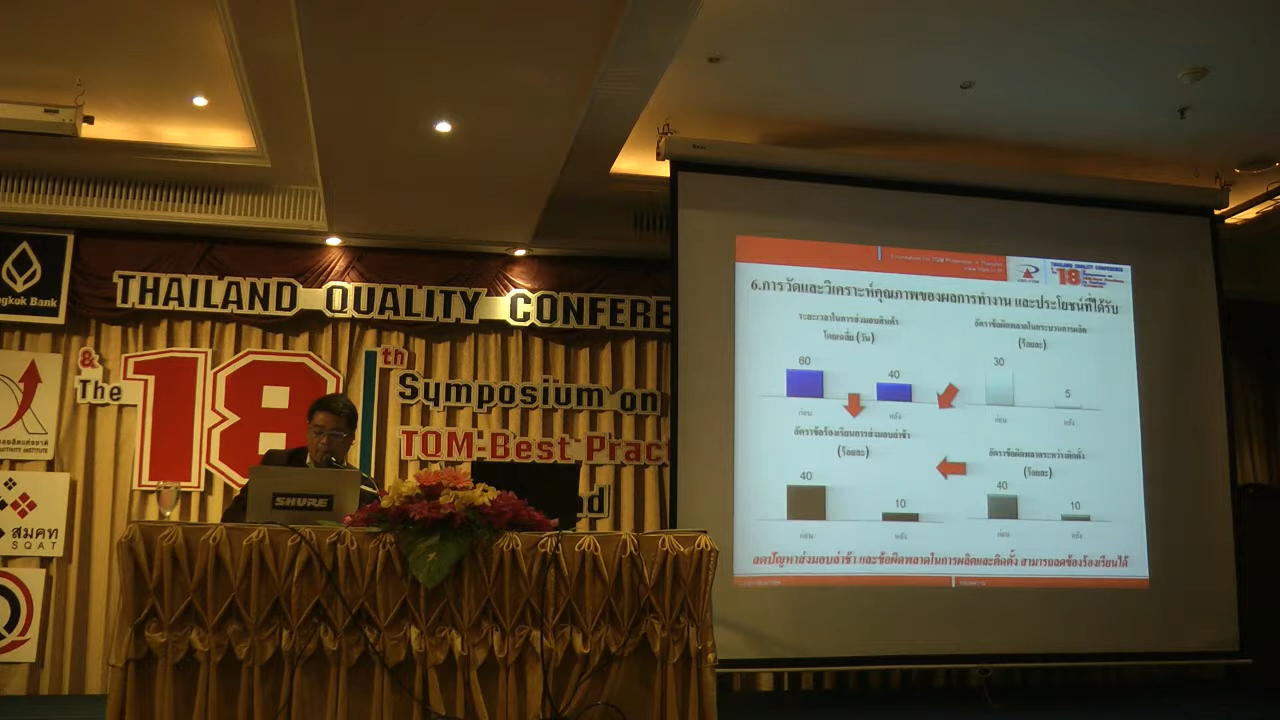 gkok Bank
THAILAND QUALITY CONFERE
& The 18th
Symposium on
TQM-Best Pract
d
สมคท
SQAT
SHURE
Symposium on TQM-Best Practices
THAILAND QUALITY CONFERENCE
18
6.การวัดและวิเคราะห์คุณภาพของผลการทำงาน และประโยชน์ที่ได้รับ
ระยะเวลาในการส่งมอบสินค้า
โดยเฉลี่ย (วัน)
60
40
ก่อน
หลัง
อัตราข้อผิดพลาดในกระบวนการผลิต
(ร้อยละ)
30
5
ก่อน
หลัง
อัตราข้อร้องเรียนการส่งมอบล่าช้า
(ร้อยละ)
40
10
ก่อน
หลัง
อัตราข้อผิดพลาดระหว่างติดตั้ง
(ร้อยละ)
40
10
ก่อน
หลัง
ลดปัญหาส่งมอบล่าช้า และข้อผิดพลาดในการผลิตและติดตั้ง สามารถลดข้อร้องเรียนได้